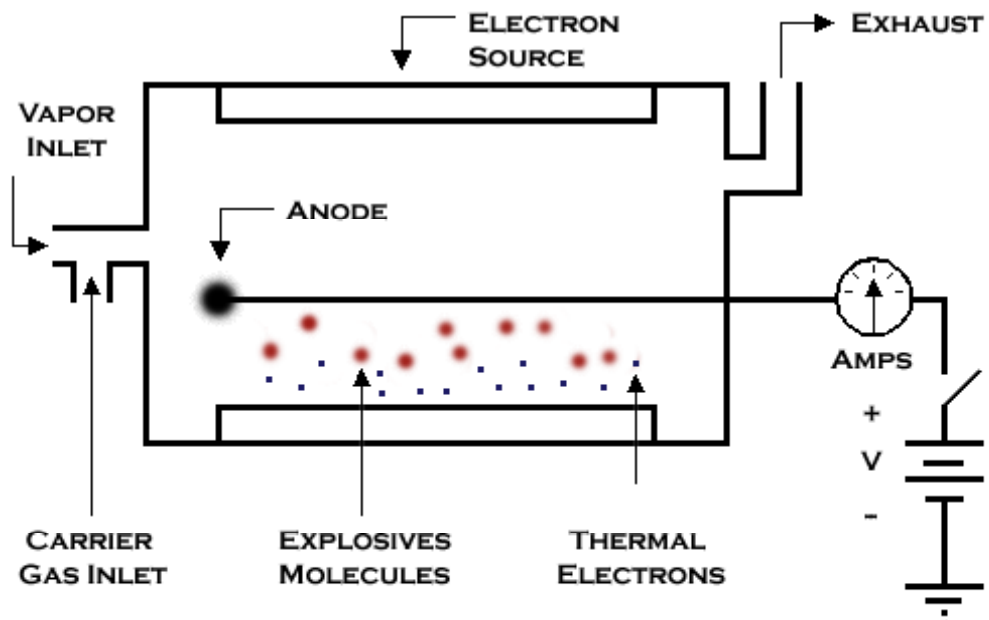 ELECTRON
SOURCE
EXHAUST
VAPOR
INLET
ANODE
AMPS
+
V
-
CARRIER
GAS INLET
EXPLOSIVES
MOLECULES
THERMAL
ELECTRONS